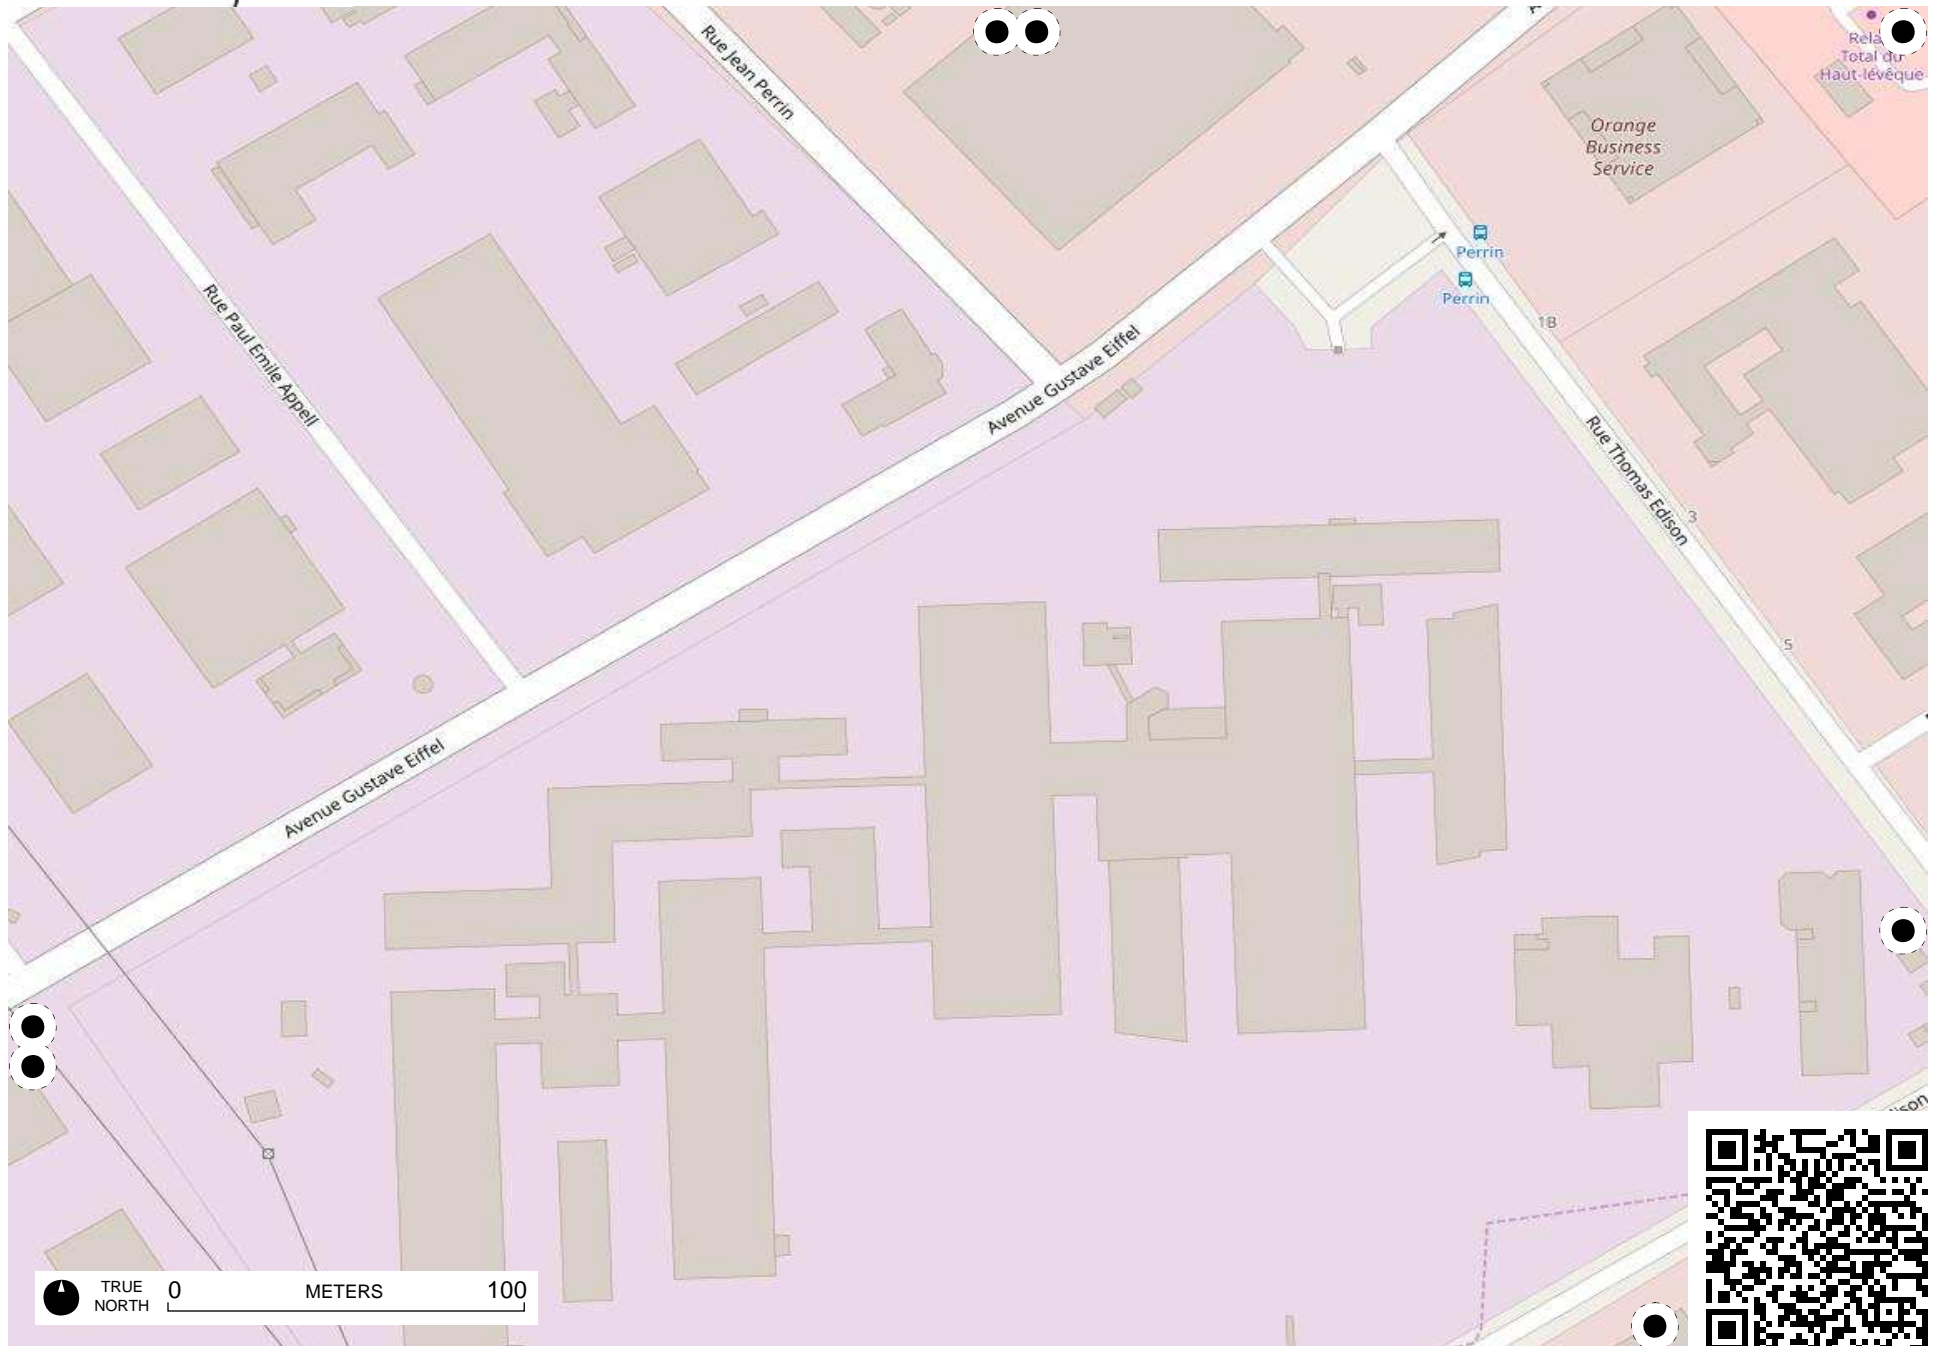 Rue Jean Perrin
Total du
Haut-lévêque
Orange
Business
Service
Perrin
Perrin
1B
Rue Paul Emile Appell
Avenue Gustave Eiffel
Rue Thomas Edison
3
5
Avenue Gustave Eiffel
TRUE
NORTH
0
METERS
100